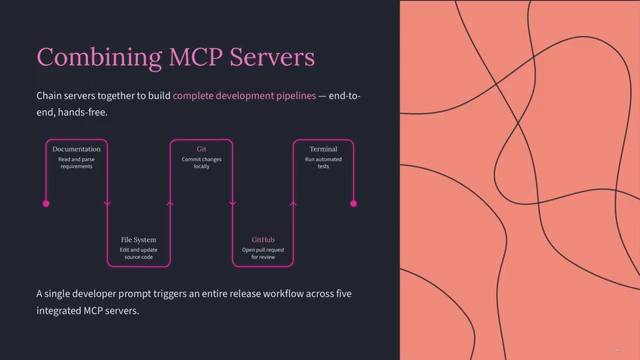 Combining MCP Servers
Chain servers together to build complete development pipelines — end-to-
end, hands-free.
Documentation
Read and parse
requirements
File System
Edit and update
source code
Git
Commit changes
locally
GitHub
Open pull request
for review
Terminal
Run automated
tests
A single developer prompt triggers an entire release workflow across five
integrated MCP servers.